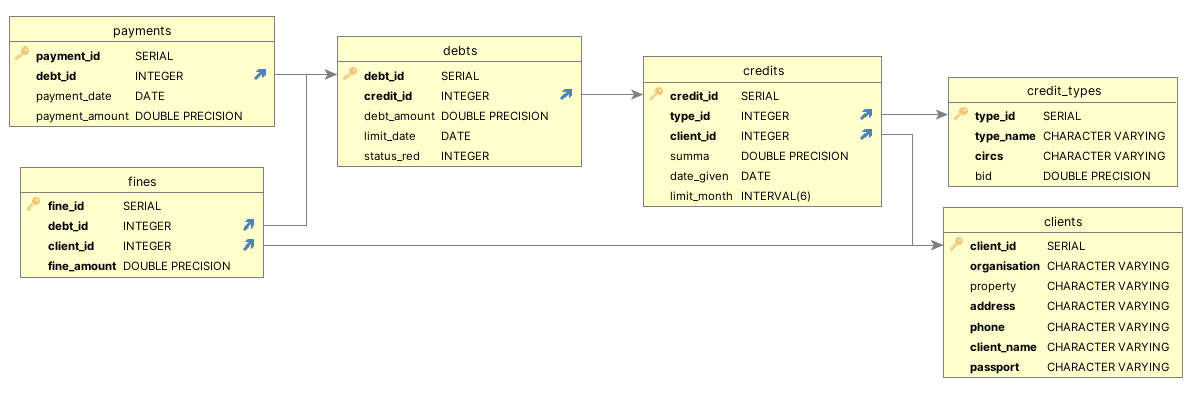 payments
payment_id SERIAL
debt_id INTEGER
payment_date DATE
payment_amount DOUBLE PRECISION
debts
debt_id SERIAL
credit_id INTEGER
debt_amount DOUBLE PRECISION
limit_date DATE
status_red INTEGER
credits
credit_id SERIAL
type_id INTEGER
client_id INTEGER
summa DOUBLE PRECISION
date_given DATE
limit_month INTERVAL(6)
credit_types
type_id SERIAL
type_name CHARACTER VARYING
circs CHARACTER VARYING
bid DOUBLE PRECISION
fines
fine_id SERIAL
debt_id INTEGER
client_id INTEGER
fine_amount DOUBLE PRECISION
clients
client_id SERIAL
organisation CHARACTER VARYING
property CHARACTER VARYING
address CHARACTER VARYING
phone CHARACTER VARYING
client_name CHARACTER VARYING
passport CHARACTER VARYING